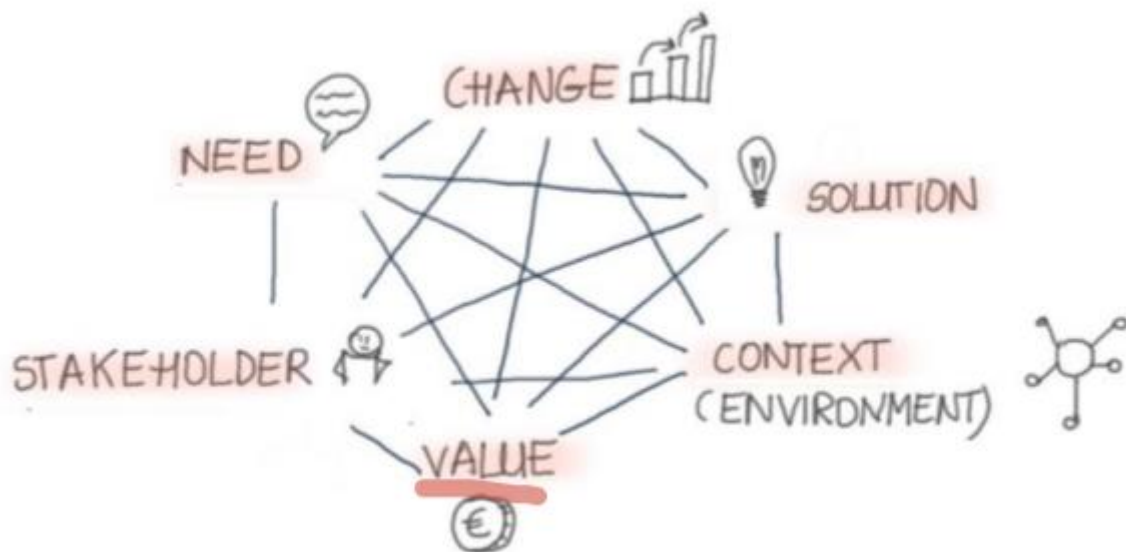 CHANGE
NEED
SOLUTION
STAKEHOLDER
CONTEXT
(ENVIRONMENT)
VALUE
€